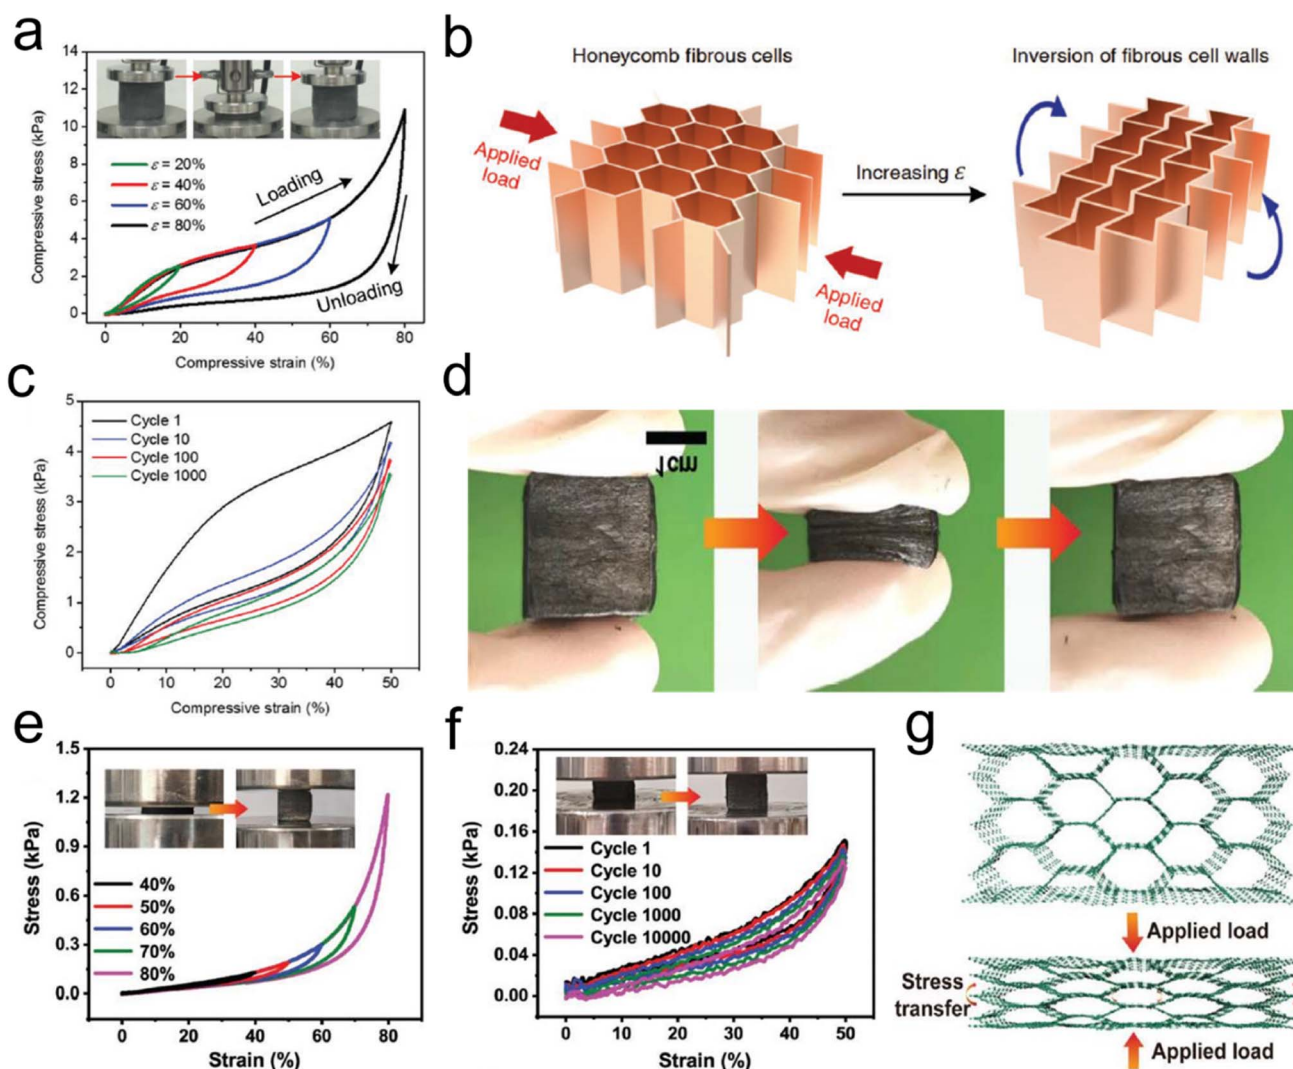 a
14
12
10
8
6
4
2
0
Compressive stress (kPa)
ε = 20%
ε = 40%
ε = 60%
ε = 80%
Loading
Unloading
0 20 40 60 80
Compressive strain (%)
b
Honeycomb fibrous cells
Inversion of fibrous cell walls
Applied
load
Increasing ε
Applied
load
c
5
4
3
2
1
0
Compressive stress (kPa)
Cycle 1
Cycle 10
Cycle 100
Cycle 1000
0 10 20 30 40 50
Compressive strain (%)
d
1cm
e
1.5
1.2
0.9
0.6
0.3
0.0
Stress (kPa)
40%
50%
60%
70%
80%
0 20 40 60 80
Strain (%)
f
0.24
0.20
0.16
0.12
0.08
0.04
0.00
Stress (kPa)
Cycle 1
Cycle 10
Cycle 100
Cycle 1000
Cycle 10000
0 10 20 30 40 50
Strain (%)
g
Applied load
Stress
transfer
Applied load